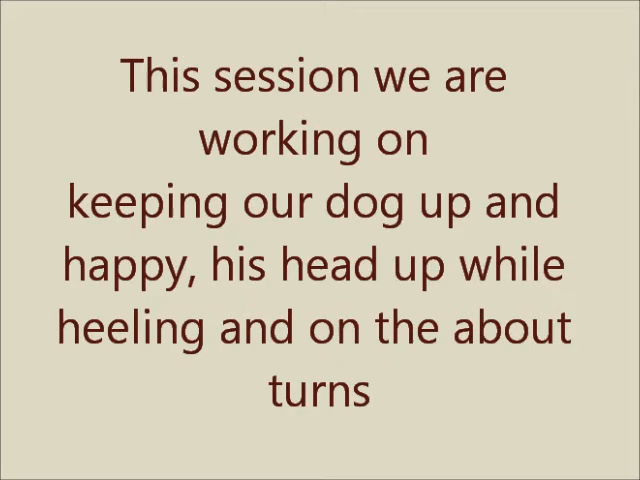 This session we are
working on
keeping our dog up and
happy, his head up while
heeling and on the about
turns